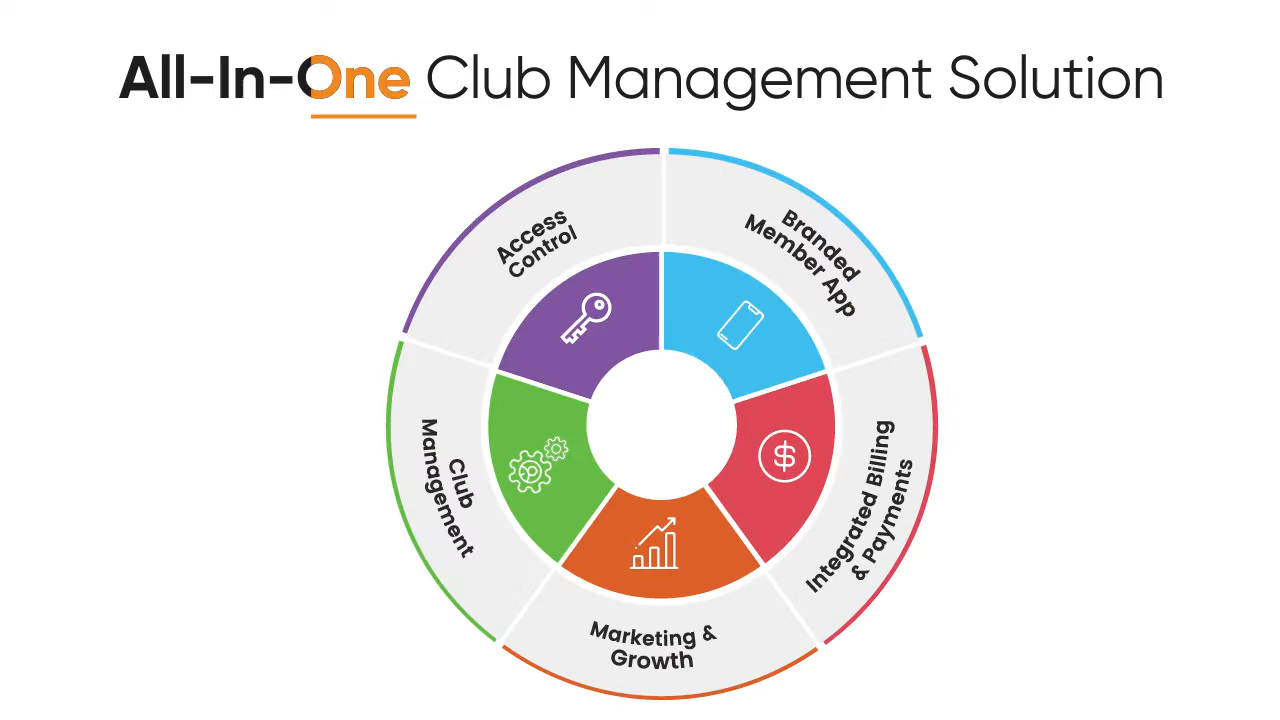 All-In-One Club Management Solution
Access
Control
Branded
Member App
Integrated Billing
& Payments
Marketing &
Growth
Club
Management
$